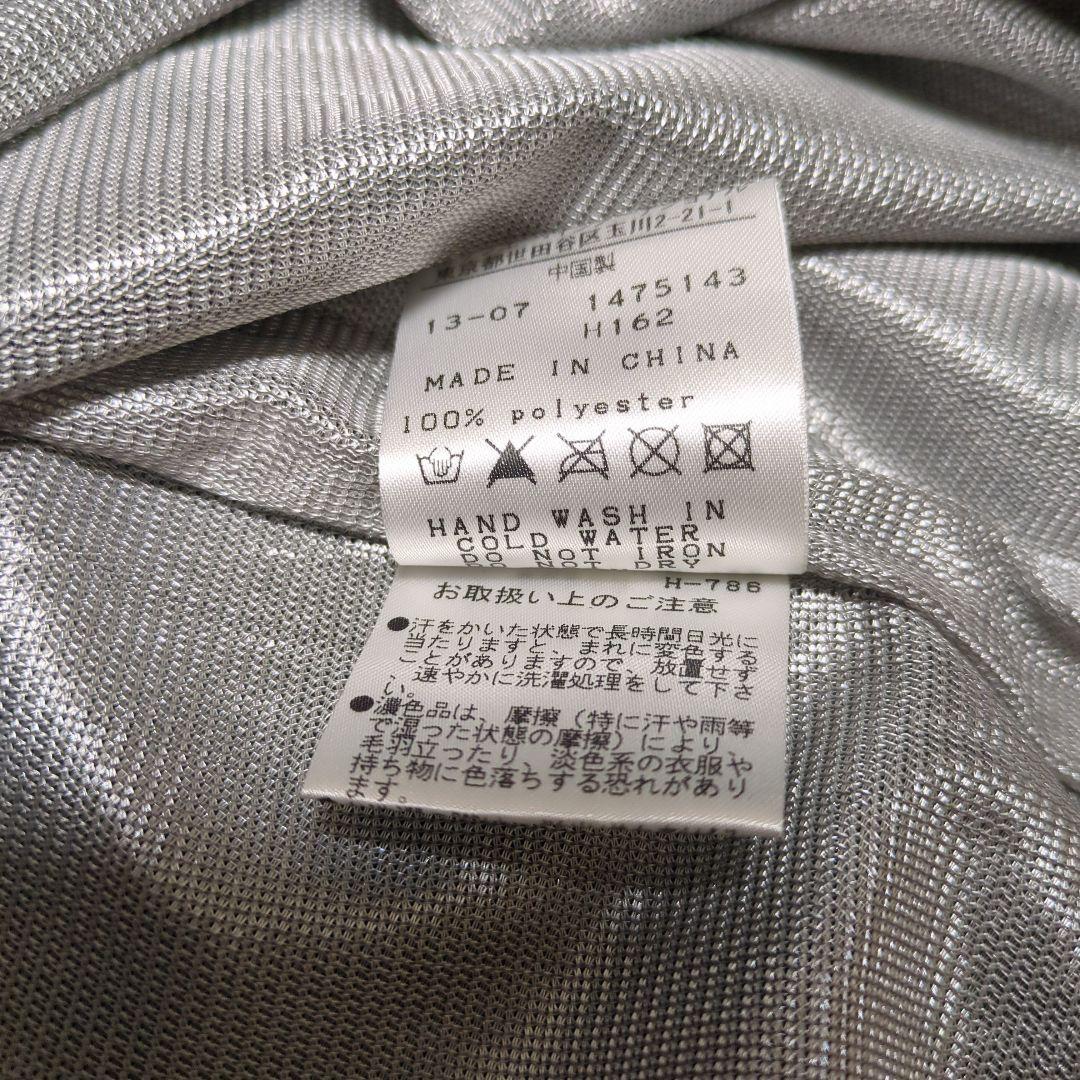 東京都世田谷区玉川2-21-1
中国製
13-07 1475143
H162
MADE IN CHINA
100% polyester
HAND WASH IN
COLD WATER
DO NOT IRON
DO NOT DRY
H-786
お取扱い上のご注意
●汗をかいた状態で長時間日光に
当たりますと、まれに変色する
ことがありますので、放置せず
、速やかに洗濯処理をして下さ
い。
●濃色品は、摩擦（特に汗や雨等
で湿った状態の摩擦）により、
毛羽立ったり、淡色系の衣服や
持ち物に色落ちする恐れがあり
ます。